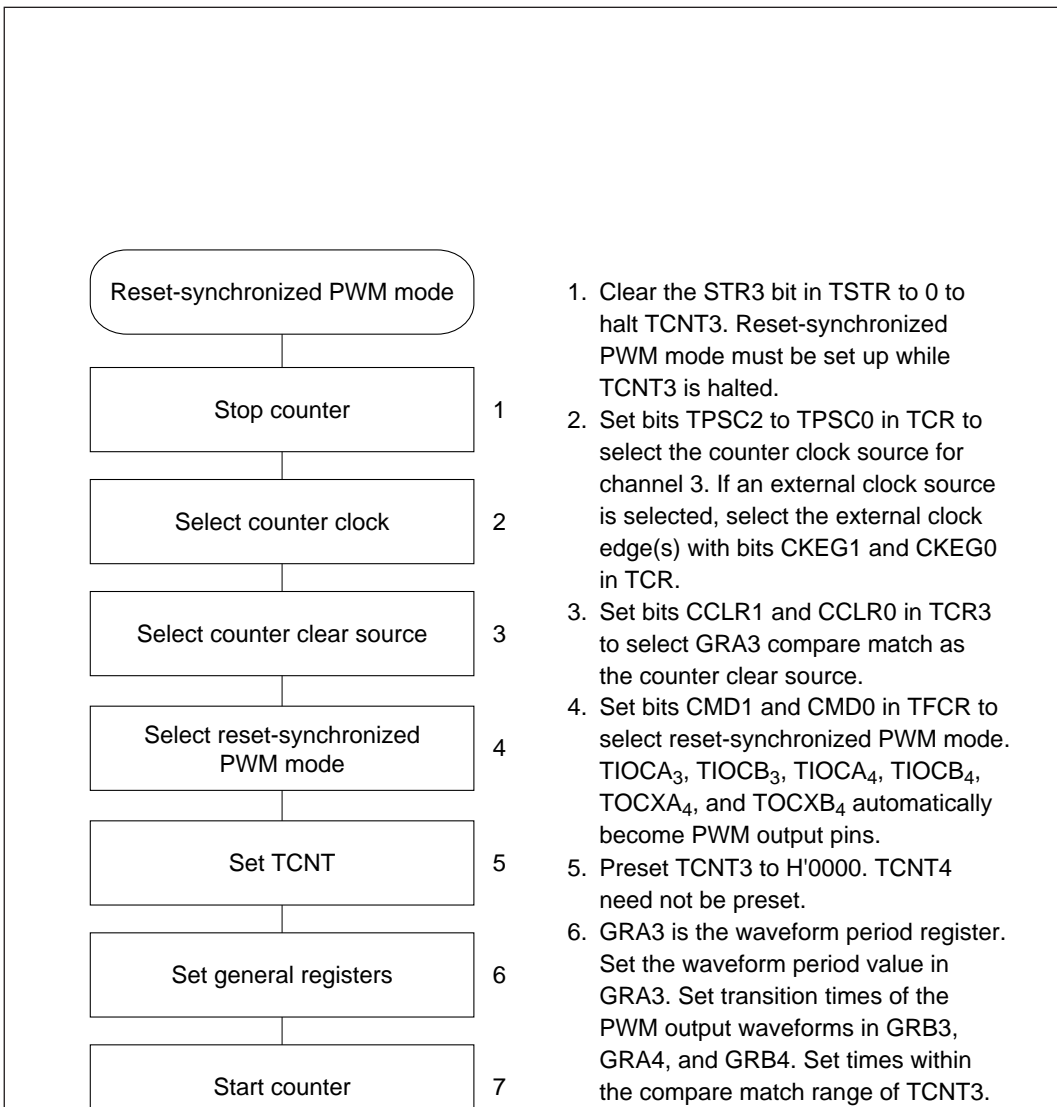 Reset-synchronized PWM mode
Stop counter 1
Select counter clock 2
Select counter clear source 3
Select reset-synchronized
PWM mode 4
Set TCNT 5
Set general registers 6
Start counter 7
1. Clear the STR3 bit in TSTR to 0 to
halt TCNT3. Reset-synchronized
PWM mode must be set up while
TCNT3 is halted.
2. Set bits TPSC2 to TPSC0 in TCR to
select the counter clock source for
channel 3. If an external clock source
is selected, select the external clock
edge(s) with bits CKEG1 and CKEG0
in TCR.
3. Set bits CCLR1 and CCLR0 in TCR3
to select GRA3 compare match as
the counter clear source.
4. Set bits CMD1 and CMD0 in TFCR to
select reset-synchronized PWM mode.
TIOCA₃, TIOCB₃, TIOCA₄, TIOCB₄,
TOCXA₄, and TOCXB₄ automatically
become PWM output pins.
5. Preset TCNT3 to H'0000. TCNT4
need not be preset.
6. GRA3 is the waveform period register.
Set the waveform period value in
GRA3. Set transition times of the
PWM output waveforms in GRB3,
GRA4, and GRB4. Set times within
the compare match range of TCNT3.